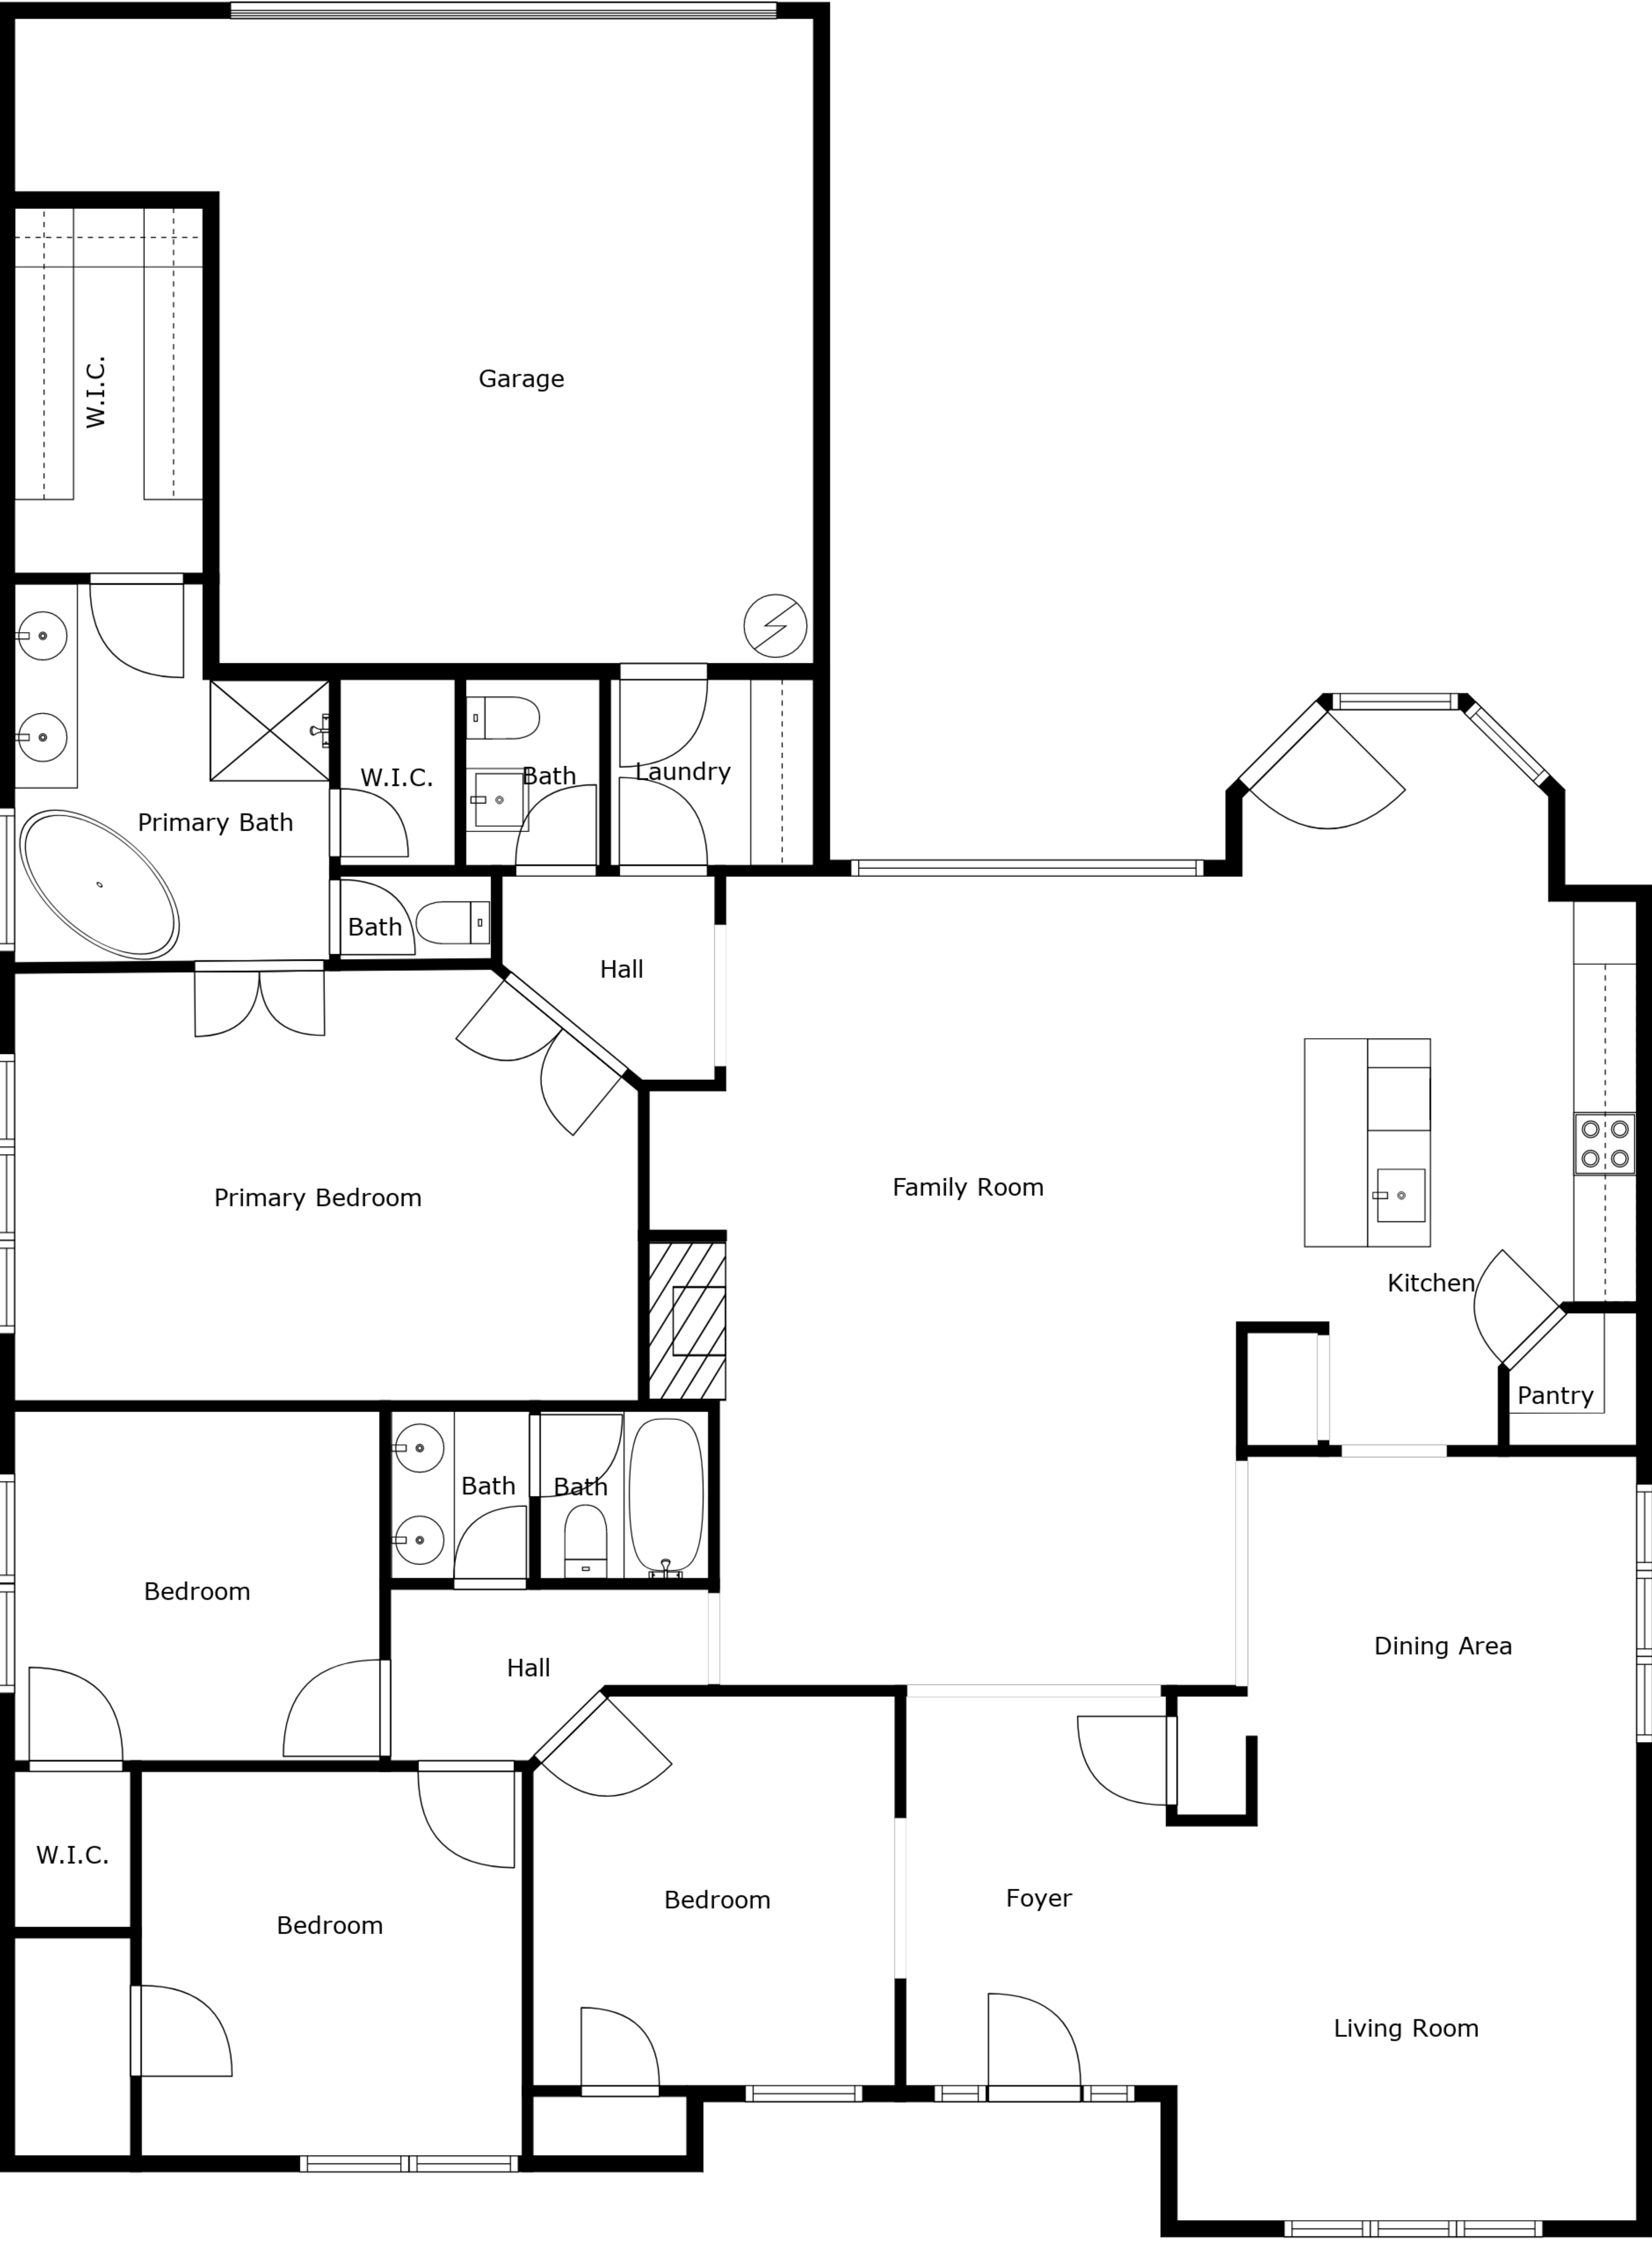 Garage
W.I.C.
W.I.C.
Bath
Laundry
Primary Bath
Bath
Hall
Primary Bedroom
Family Room
Kitchen
Pantry
Bath
Bath
Bedroom
Hall
Dining Area
W.I.C.
Bedroom
Bedroom
Foyer
Living Room